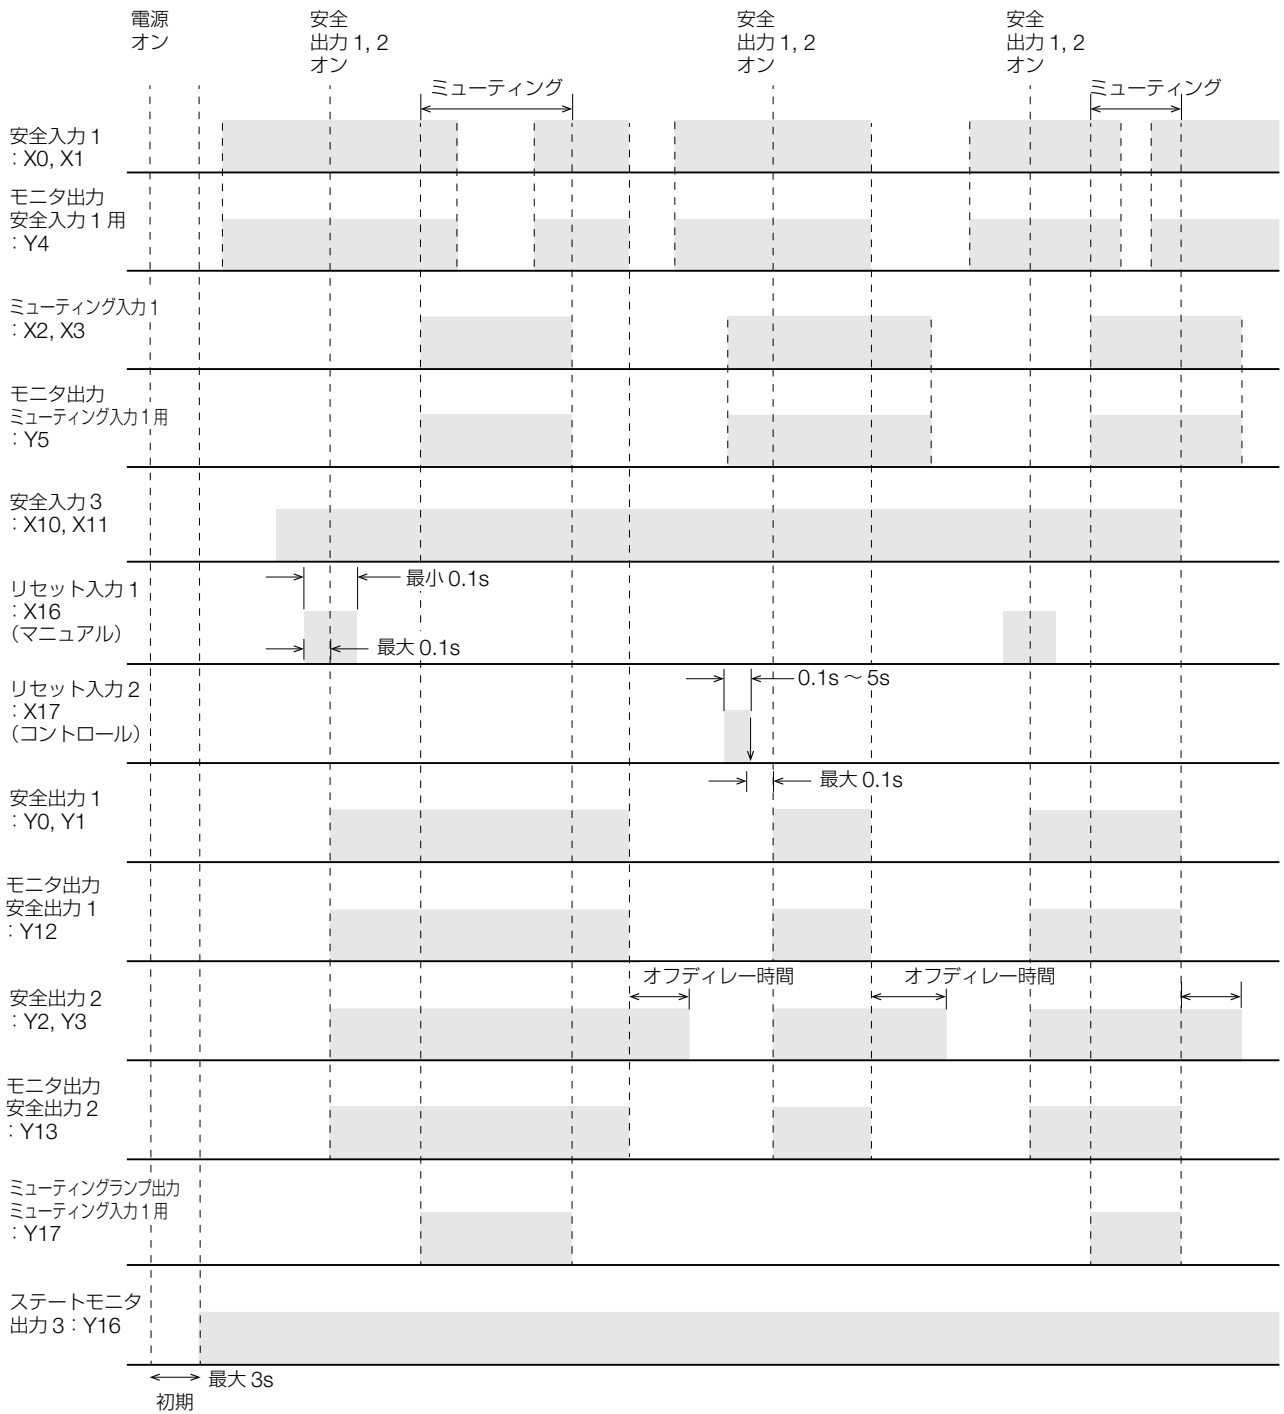 電源
オン
安全
出力 1, 2
オン
安全
出力 1, 2
オン
安全
出力 1, 2
オン
ミューティング
ミューティング
安全入力 1
: X0, X1
モニタ出力
安全入力 1 用
: Y4
ミューティング入力 1
: X2, X3
モニタ出力
ミューティング入力 1 用
: Y5
安全入力 3
: X10, X11
リセット入力 1
: X16
(マニュアル)
最小 0.1s
最大 0.1s
リセット入力 2
: X17
(コントロール)
0.1s ～ 5s
最大 0.1s
安全出力 1
: Y0, Y1
モニタ出力
安全出力 1
: Y12
オフディレー時間
オフディレー時間
安全出力 2
: Y2, Y3
モニタ出力
安全出力 2
: Y13
ミューティングランプ出力
ミューティング入力 1 用
: Y17
ステートモニタ
出力 3 : Y16
最大 3s
初期